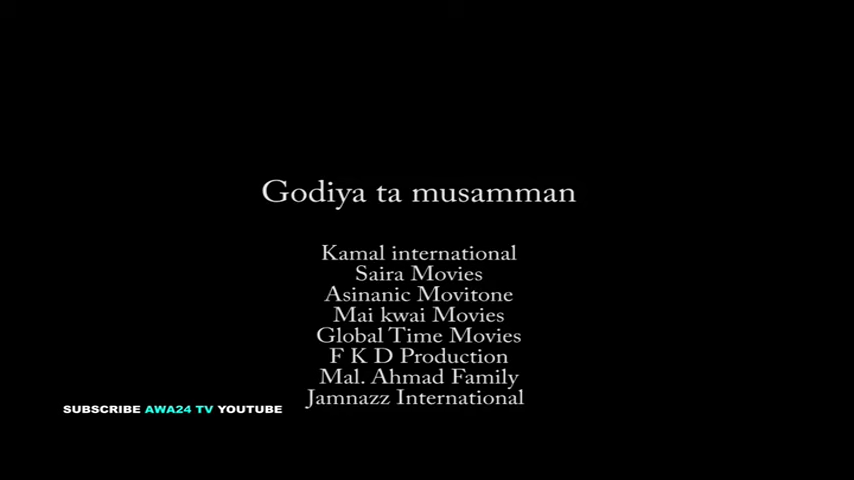 Godiya ta musamman
Kamal international
Saira Movies
Asinanic Movitone
Mai kwai Movies
Global Time Movies
F K D Production
Mal. Ahmad Family
Jamnazz International
SUBSCRIBE AWA24 TV YOUTUBE